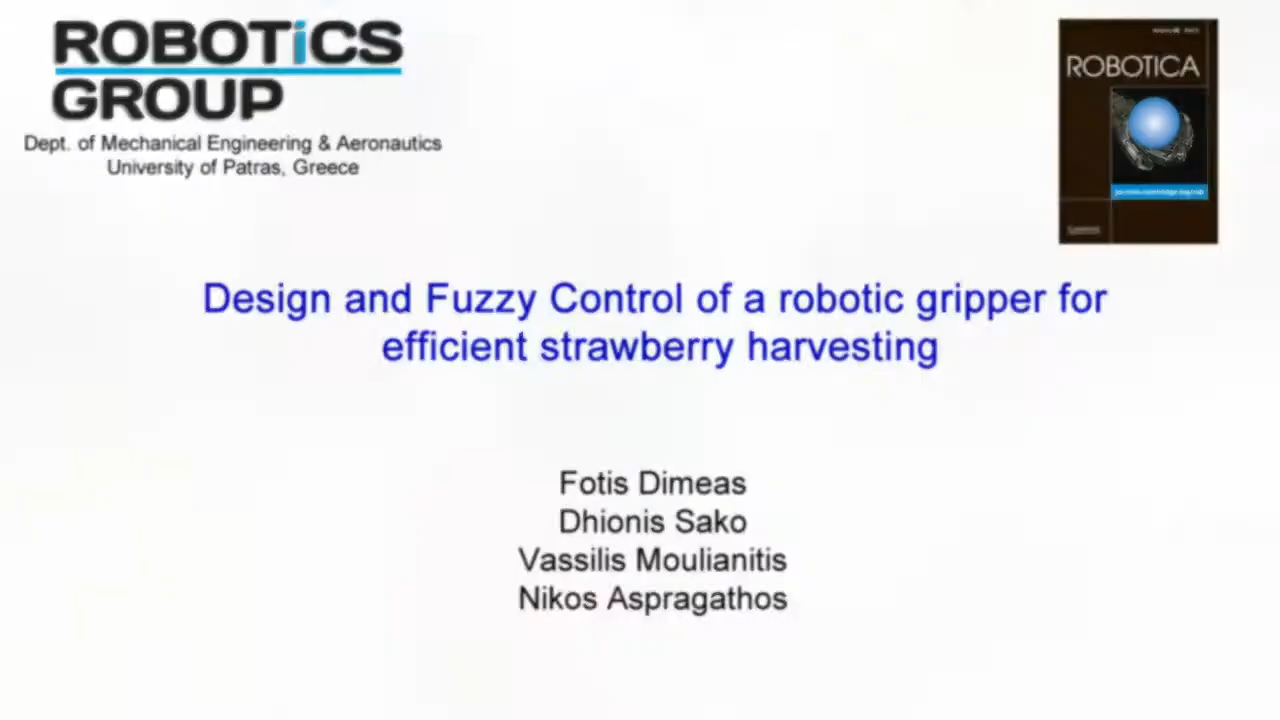 ROBOTiCS
GROUP
Dept. of Mechanical Engineering & Aeronautics
University of Patras, Greece
ROBOTICA
Design and Fuzzy Control of a robotic gripper for
efficient strawberry harvesting
Fotis Dimeas
Dhionis Sako
Vassilis Moulianitis
Nikos Aspragathos